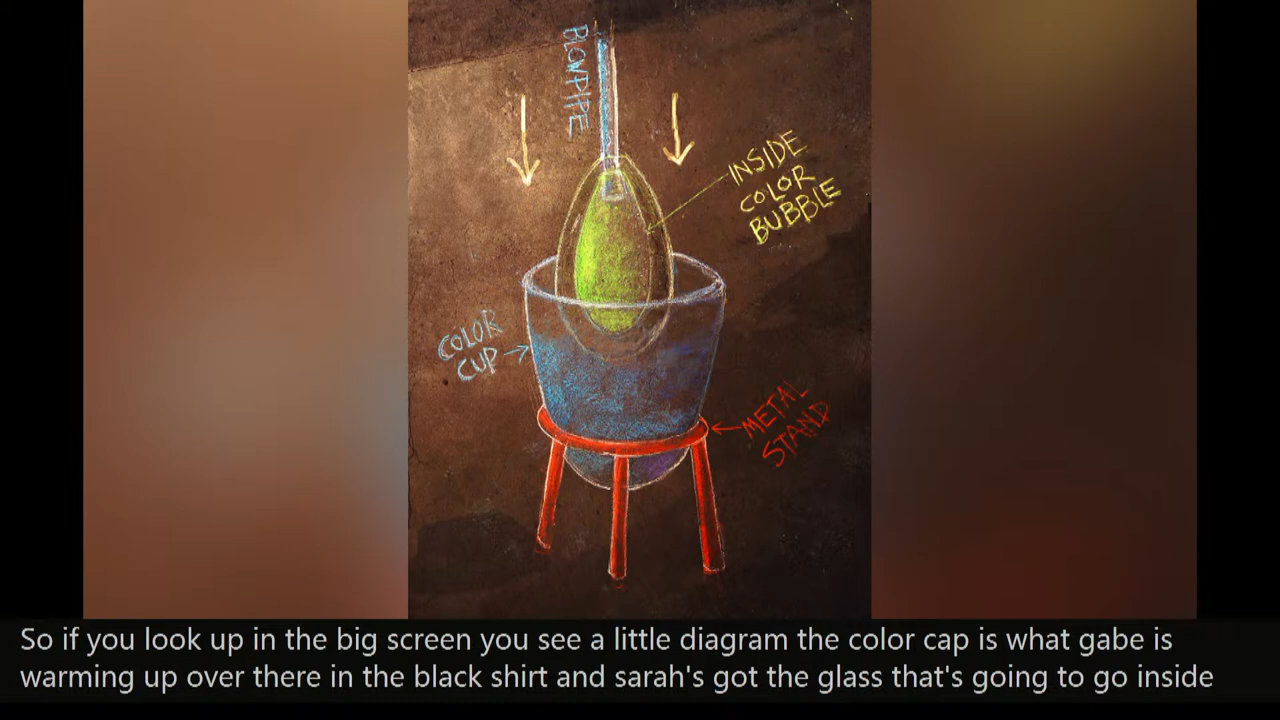 BLOWPIPE
INSIDE
COLOR
BUBBLE
COLOR
CUP
METAL
STAND
So if you look up in the big screen you see a little diagram the color cap is what gabe is
warming up over there in the black shirt and sarah's got the glass that's going to go inside